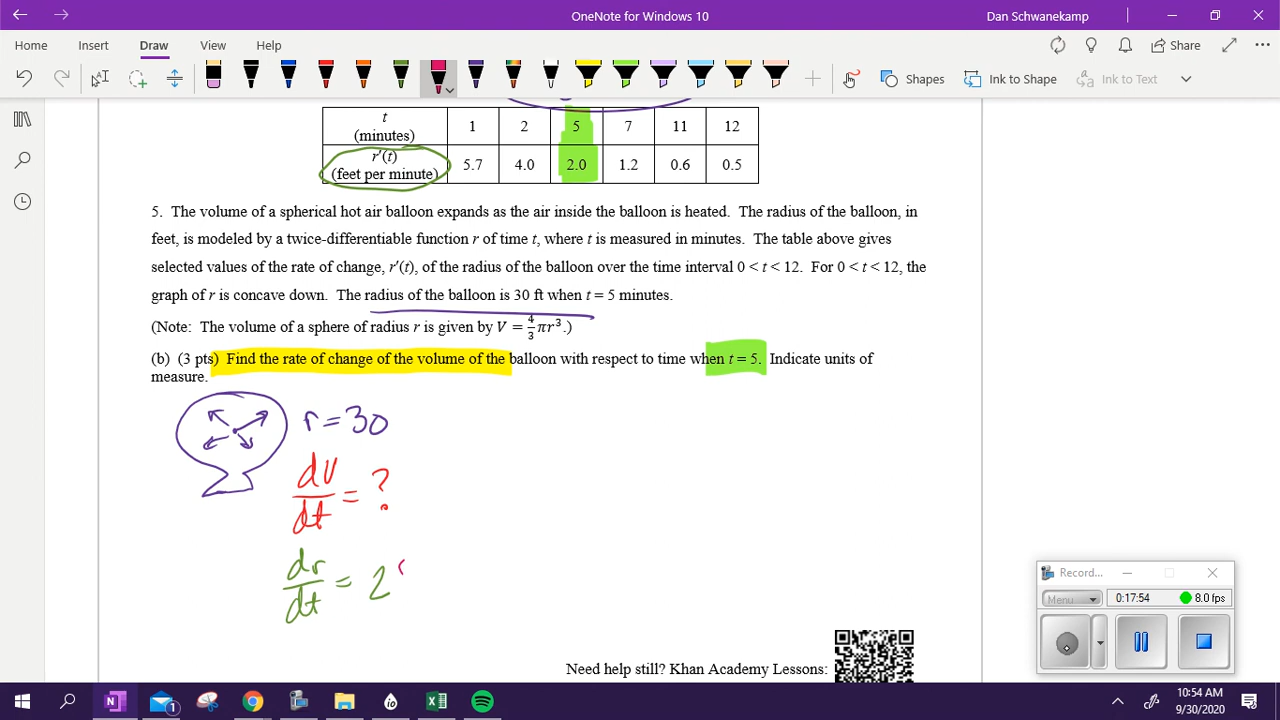 OneNote for Windows 10
Dan Schwanekamp
Home Insert Draw View Help
Share
Shapes Ink to Shape Ink to Text
t 1 2 5 7 11 12
(minutes)
r′(t) 5.7 4.0 2.0 1.2 0.6 0.5
(feet per minute)
5. The volume of a spherical hot air balloon expands as the air inside the balloon is heated. The radius of the balloon, in
feet, is modeled by a twice-differentiable function r of time t, where t is measured in minutes. The table above gives
selected values of the rate of change, r′(t), of the radius of the balloon over the time interval 0 < t < 12. For 0 < t < 12, the
graph of r is concave down. The radius of the balloon is 30 ft when t = 5 minutes.
(Note: The volume of a sphere of radius r is given by V = 4/3 πr³.)
(b) (3 pts) Find the rate of change of the volume of the balloon with respect to time when t = 5. Indicate units of
measure.
r = 30
dV/dt = ?
dr/dt = 2
Record...
Menu 0:17:54 8.0 fps
Need help still? Khan Academy Lessons:
10:54 AM
9/30/2020